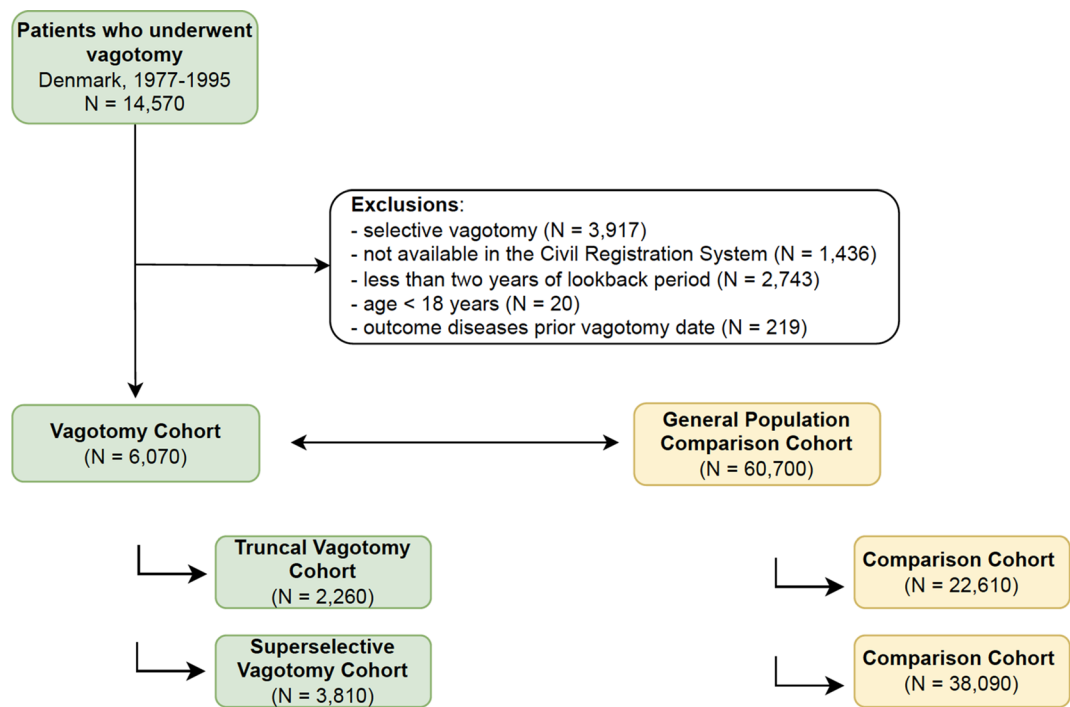 Patients who underwent
vagotomy
Denmark, 1977-1995
N = 14,570
Exclusions:
- selective vagotomy (N = 3,917)
- not available in the Civil Registration System (N = 1,436)
- less than two years of lookback period (N = 2,743)
- age < 18 years (N = 20)
- outcome diseases prior vagotomy date (N = 219)
Vagotomy Cohort
(N = 6,070)
General Population
Comparison Cohort
(N = 60,700)
Truncal Vagotomy
Cohort
(N = 2,260)
Comparison Cohort
(N = 22,610)
Superselective
Vagotomy Cohort
(N = 3,810)
Comparison Cohort
(N = 38,090)